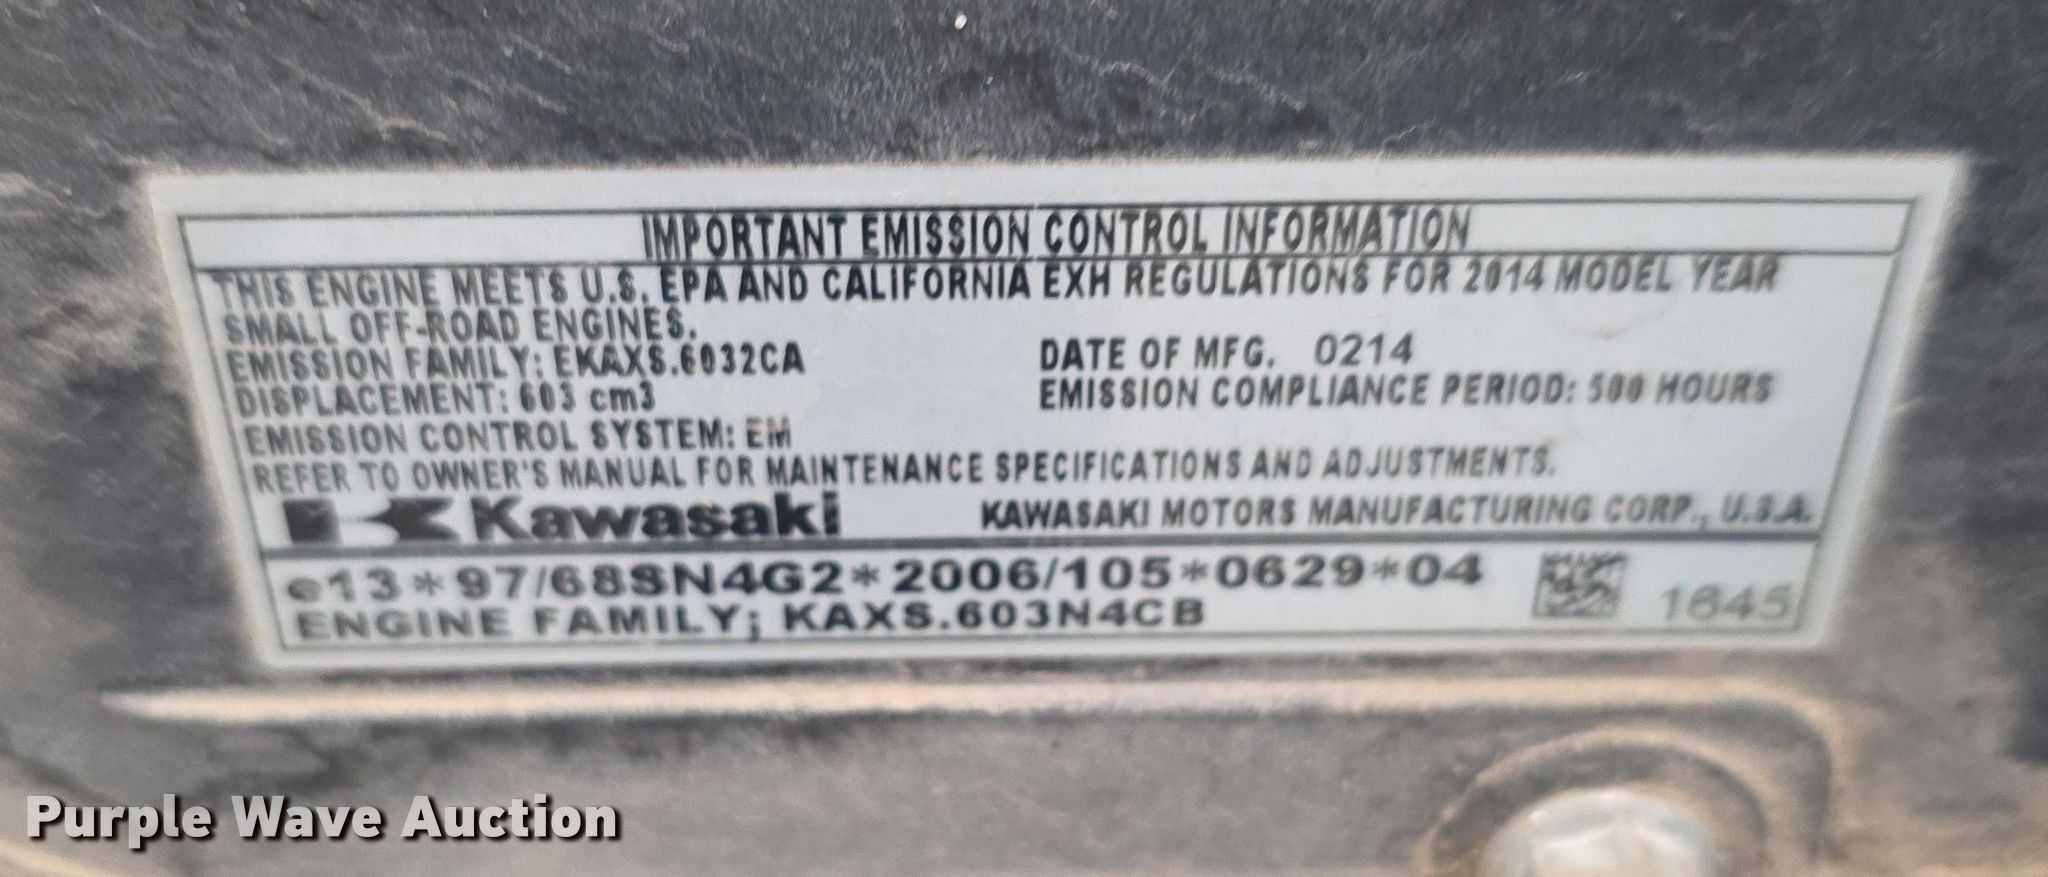 IMPORTANT EMISSION CONTROL INFORMATION
THIS ENGINE MEETS U.S. EPA AND CALIFORNIA EXH REGULATIONS FOR 2014 MODEL YEAR
SMALL OFF-ROAD ENGINES.
EMISSION FAMILY: EKAXS.6032CA DATE OF MFG. 0214
DISPLACEMENT: 603 cm3 EMISSION COMPLIANCE PERIOD: 500 HOURS
EMISSION CONTROL SYSTEM: EM
REFER TO OWNER'S MANUAL FOR MAINTENANCE SPECIFICATIONS AND ADJUSTMENTS.
Kawasaki KAWASAKI MOTORS MANUFACTURING CORP., U.S.A.
e13*97/68SN4G2*2006/105*0629*04
ENGINE FAMILY; KAXS.603N4CB 1645
Purple Wave Auction